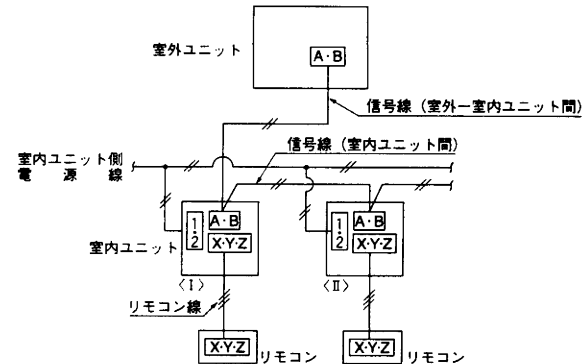 室外ユニット
A・B
信号線（室外ー室内ユニット間）
信号線（室内ユニット間）
室内ユニット側
電源線
1・2
A・B
X・Y・Z
1・2
A・B
X・Y・Z
室内ユニット
〈Ⅰ〉
〈Ⅱ〉
リモコン線
X・Y・Z
リモコン
X・Y・Z
リモコン